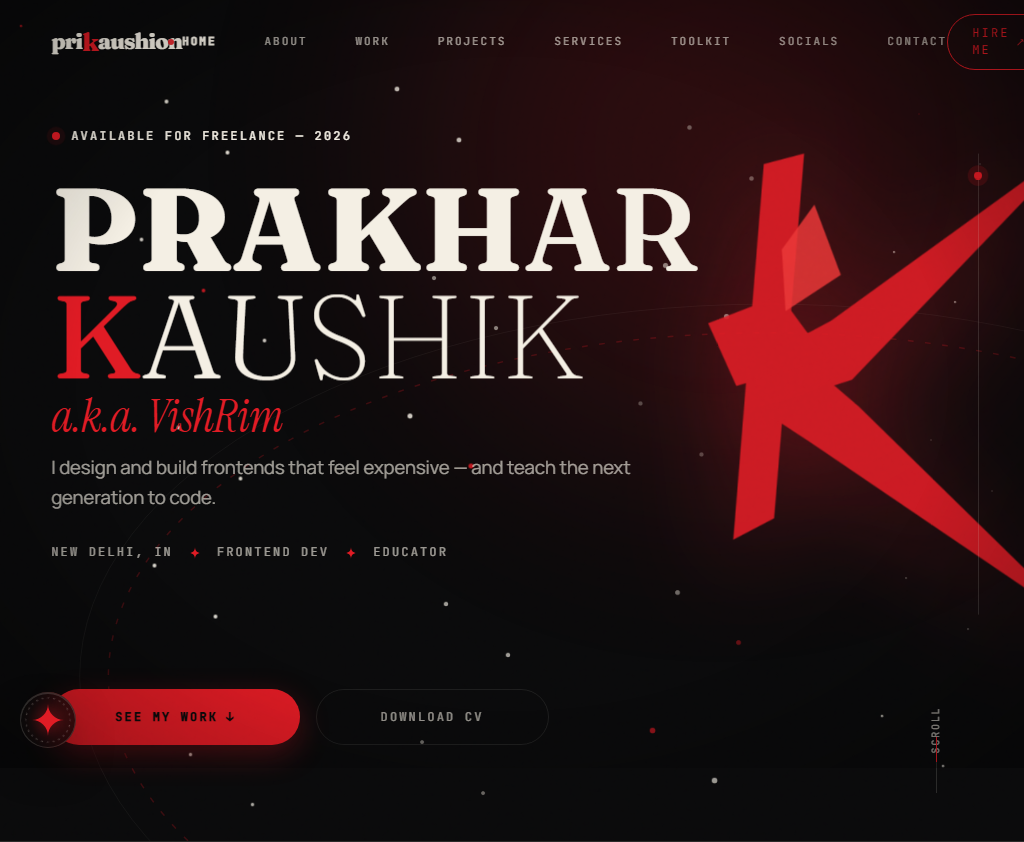 prikaushion HOME ABOUT WORK PROJECTS SERVICES TOOLKIT SOCIALS CONTACT HIRE ME ↗
AVAILABLE FOR FREELANCE — 2026
PRAKHAR
KAUSHIK
a.k.a. VishRim
I design and build frontends that feel expensive — and teach the next
generation to code.
NEW DELHI, IN ✦ FRONTEND DEV ✦ EDUCATOR
SEE MY WORK ↓ DOWNLOAD CV
SCROLL